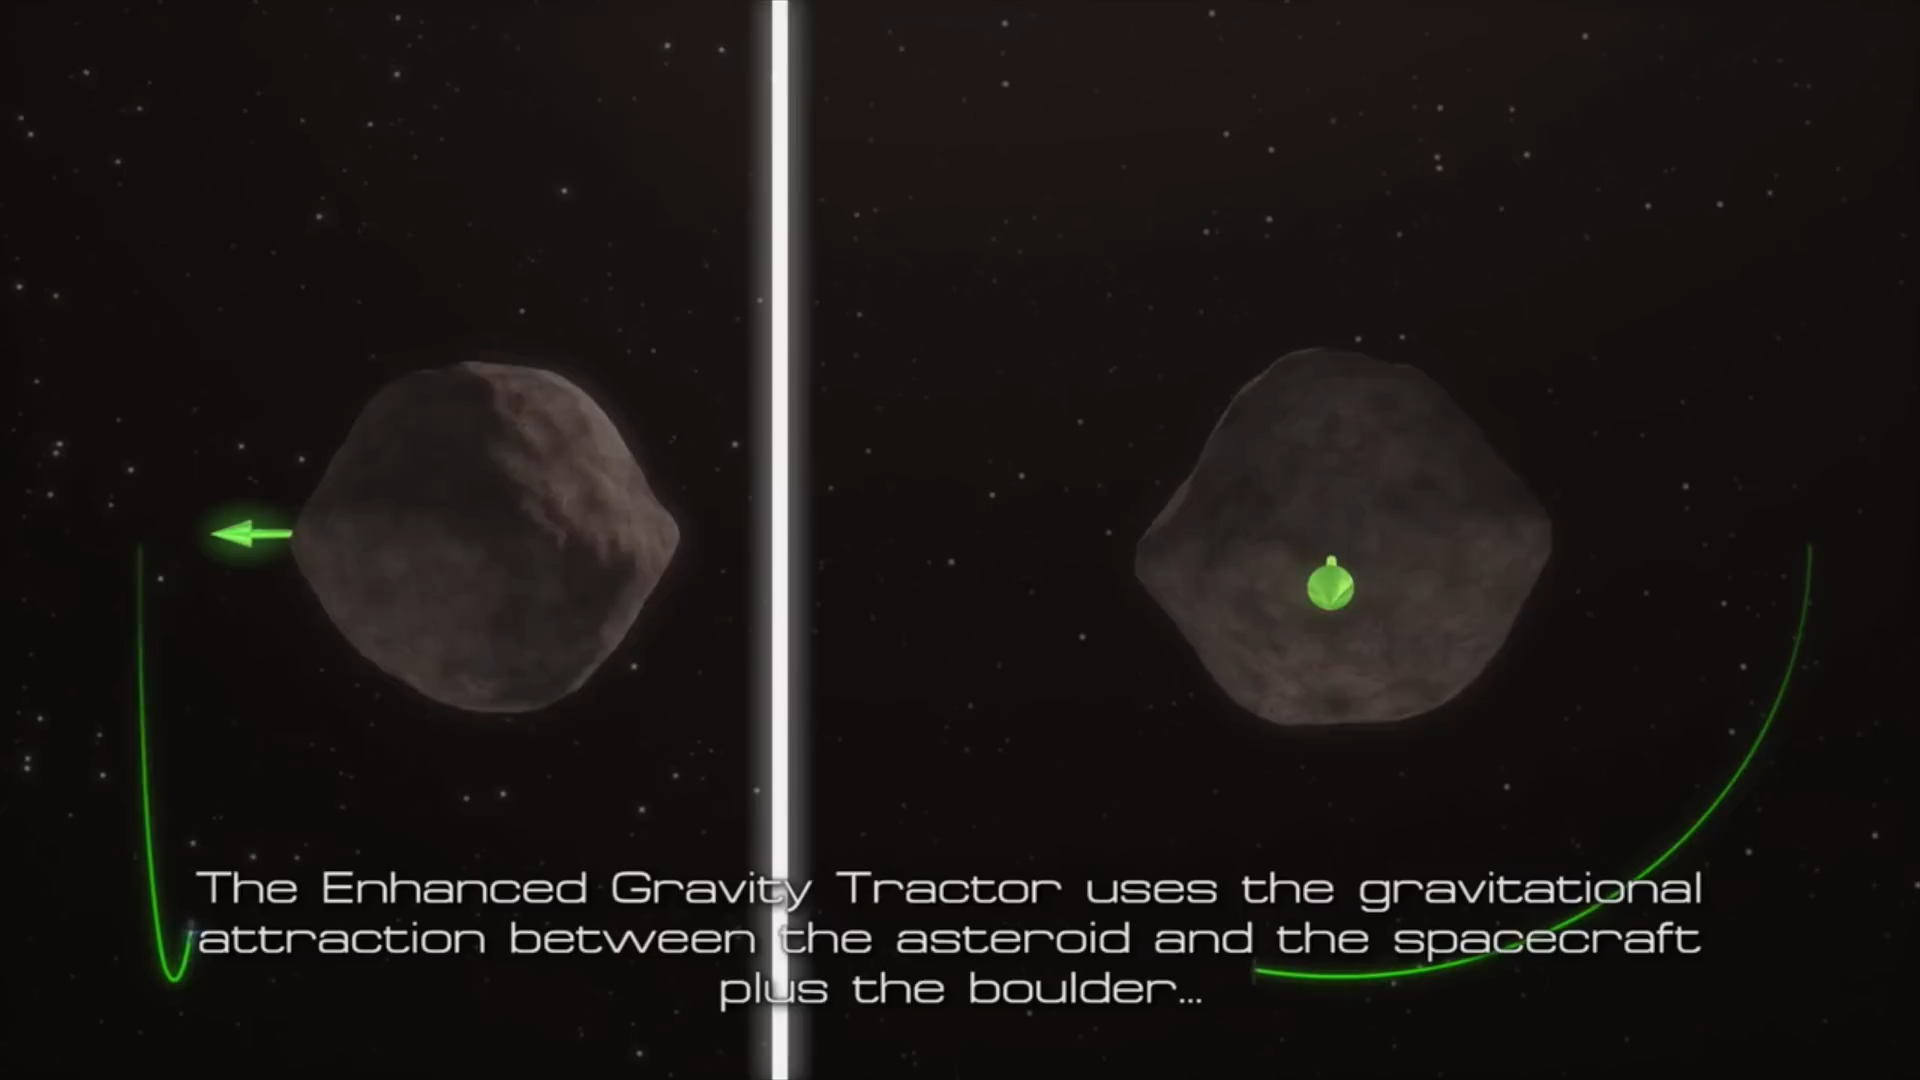 The Enhanced Gravity Tractor uses the gravitational
attraction between the asteroid and the spacecraft
plus the boulder...